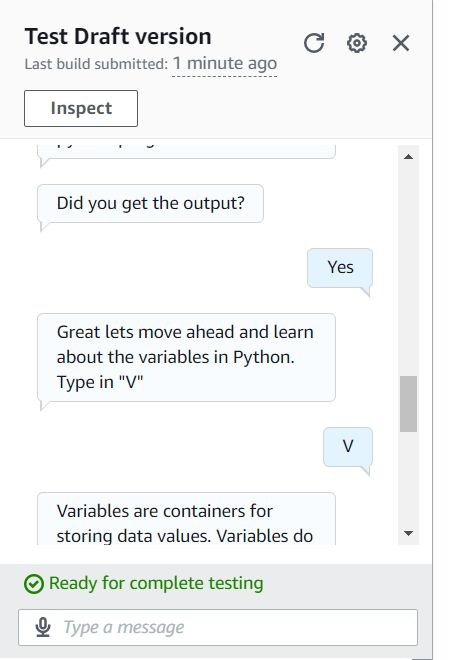 Test Draft version
Last build submitted: 1 minute ago
Inspect
Did you get the output?
Yes
Great lets move ahead and learn
about the variables in Python.
Type in "V"
V
Variables are containers for
storing data values. Variables do
Ready for complete testing
Type a message